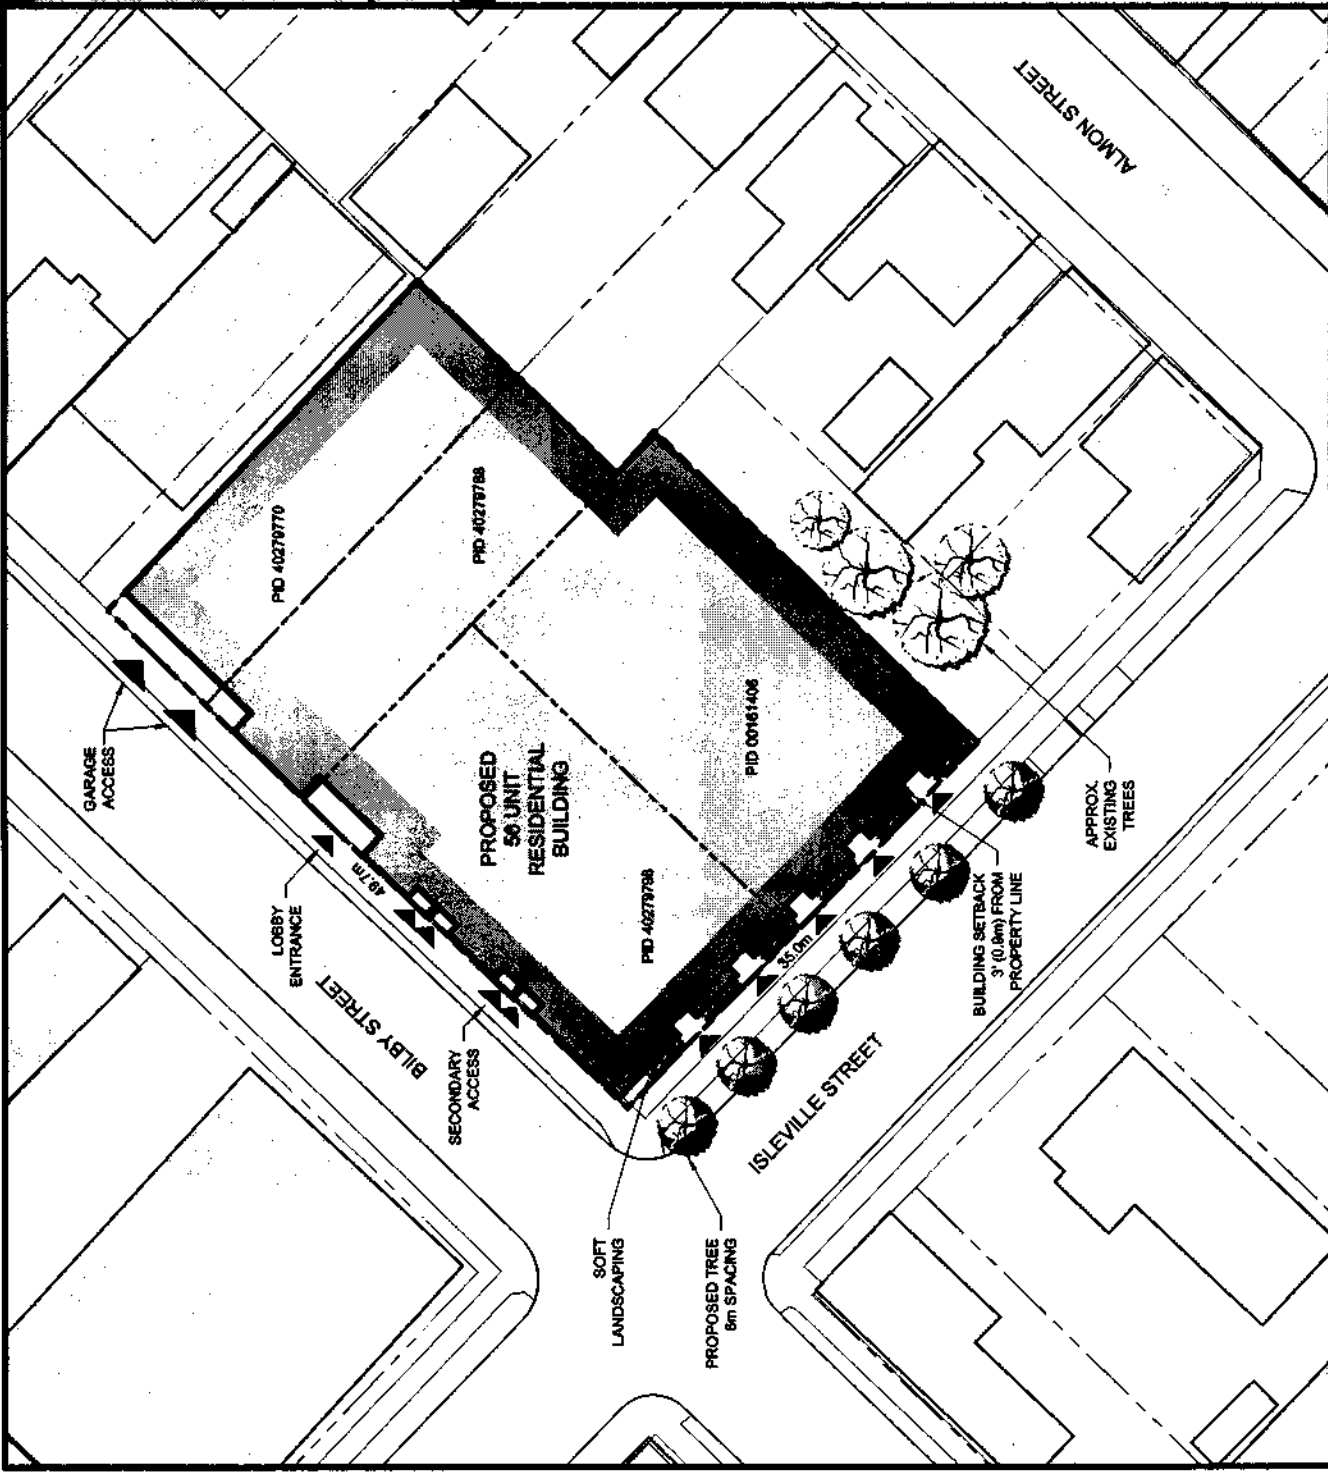 GARAGE
ACCESS
LOBBY
ENTRANCE
PID 40279770
BILBY STREET
49.7m
SECONDARY
ACCESS
PID 40279788
PROPOSED
56 UNIT
RESIDENTIAL
BUILDING
SOFT
LANDSCAPING
PID 40279796
PROPOSED TREE
6m SPACING
PID 00161406
35.0m
ISLEVILLE STREET
BUILDING SETBACK
3' (0.9m) FROM
PROPERTY LINE
ALMON STREET
APPROX.
EXISTING
TREES